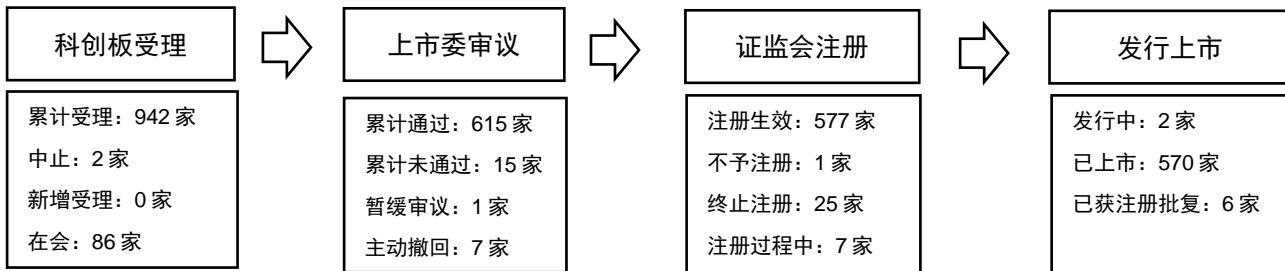 科创板受理
累计受理：942 家
中止：2 家
新增受理：0 家
在会：86 家
上市委审议
累计通过：615 家
累计未通过：15 家
暂缓审议：1 家
主动撤回：7 家
证监会注册
注册生效：577 家
不予注册：1 家
终止注册：25 家
注册过程中：7 家
发行上市
发行中：2 家
已上市：570 家
已获注册批复：6 家